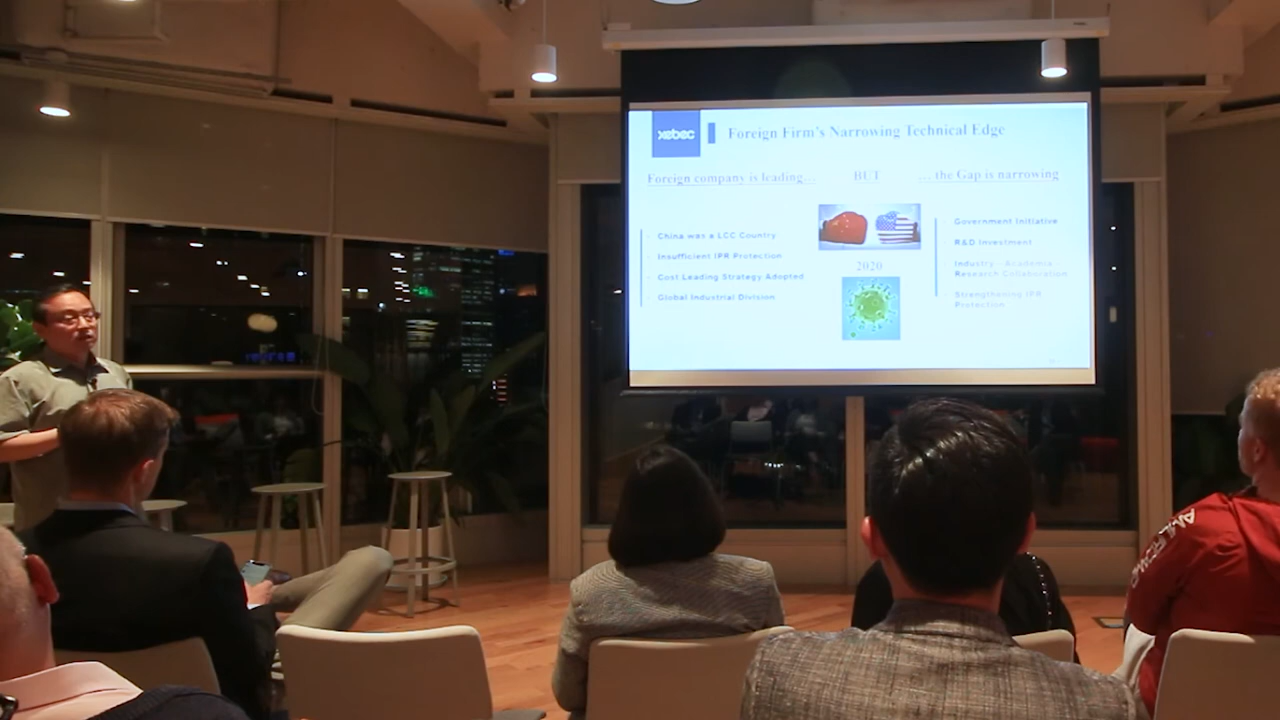 xebec
Foreign Firm's Narrowing Technical Edge
Foreign company is leading...
BUT
... the Gap is narrowing
China was a LCC Country
Insufficient IPR Protection
Cost Leading Strategy Adopted
Global Industrial Division
2020
Government Initiative
R&D Investment
Industry - Academia
Research Collaboration
Strengthening IPR
Protection